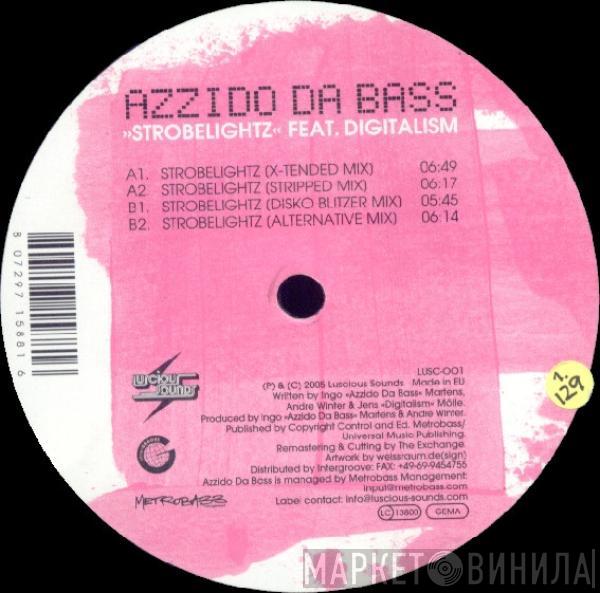 AZZIDO DA BASS
»STROBELIGHTZ« FEAT. DIGITALISM
A1. STROBELIGHTZ (X-TENDED MIX) 06:49
A2 STROBELIGHTZ (STRIPPED MIX) 06:17
B1. STROBELIGHTZ (DISKO BLITZER MIX) 05:45
B2. STROBELIGHTZ (ALTERNATIVE MIX) 06:14
8 07297 15881 6
LUSCIOUS SOUNDS
LUSC-001
(P) & (C) 2005 Luscious Sounds Made in EU
Written by Ingo »Azzido Da Bass« Martens,
Andre Winter & Jens »Digitalism« Mölle.
Produced by Ingo »Azzido Da Bass« Martens & Andre Winter.
Published by Copyright Control and Ed. Metrobass/
Universal Music Publishing.
Remastering & Cutting by The Exchange.
Artwork by weissraum.de(sign)
Distributed by Intergroove: FAX: +49-69-9454755
Azzido Da Bass is managed by Metrobass Management:
input@metrobass.com
Label contact: info@luscious-sounds.com
LC 13800 GEMA
METROBASS
1.
129
МАРКЕТ ВИНИЛА